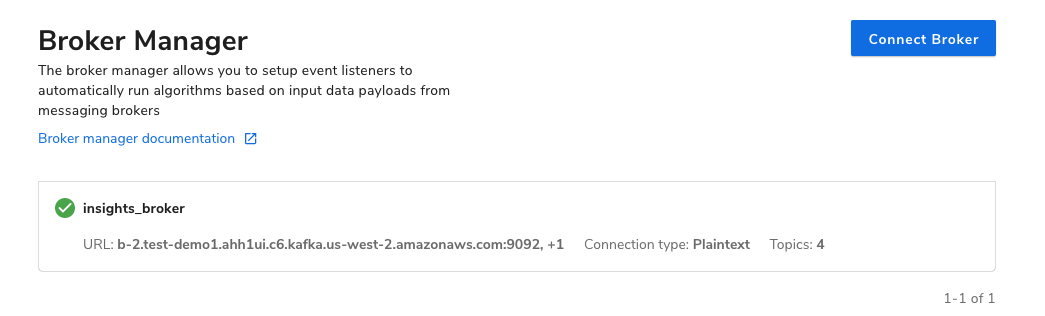 Broker Manager
Connect Broker
The broker manager allows you to setup event listeners to
automatically run algorithms based on input data payloads from
messaging brokers
Broker manager documentation
insights_broker
URL: b-2.test-demo1.ahh1ui.c6.kafka.us-west-2.amazonaws.com:9092, +1 Connection type: Plaintext Topics: 4
1-1 of 1